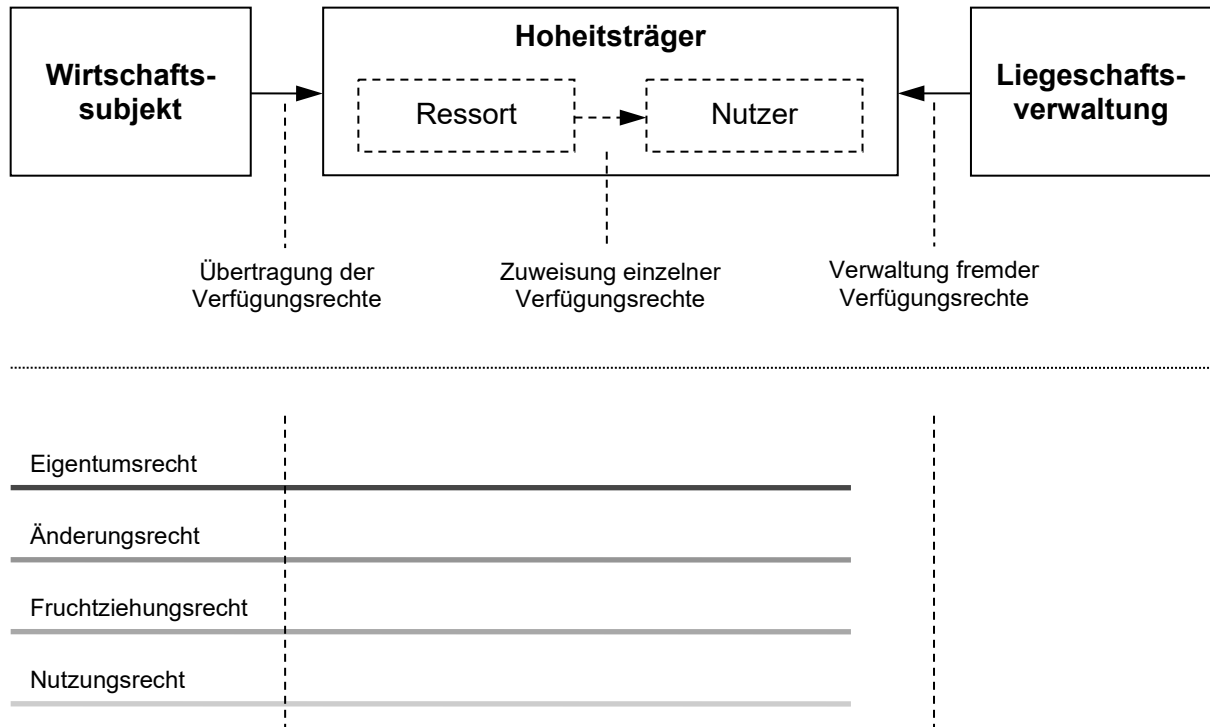 Hoheitsträger
Wirtschafts-
subjekt
Ressort
Nutzer
Liegeschafts-
verwaltung
Übertragung der
Verfügungsrechte
Zuweisung einzelner
Verfügungsrechte
Verwaltung fremder
Verfügungsrechte
Eigentumsrecht
Änderungsrecht
Fruchtziehungsrecht
Nutzungsrecht